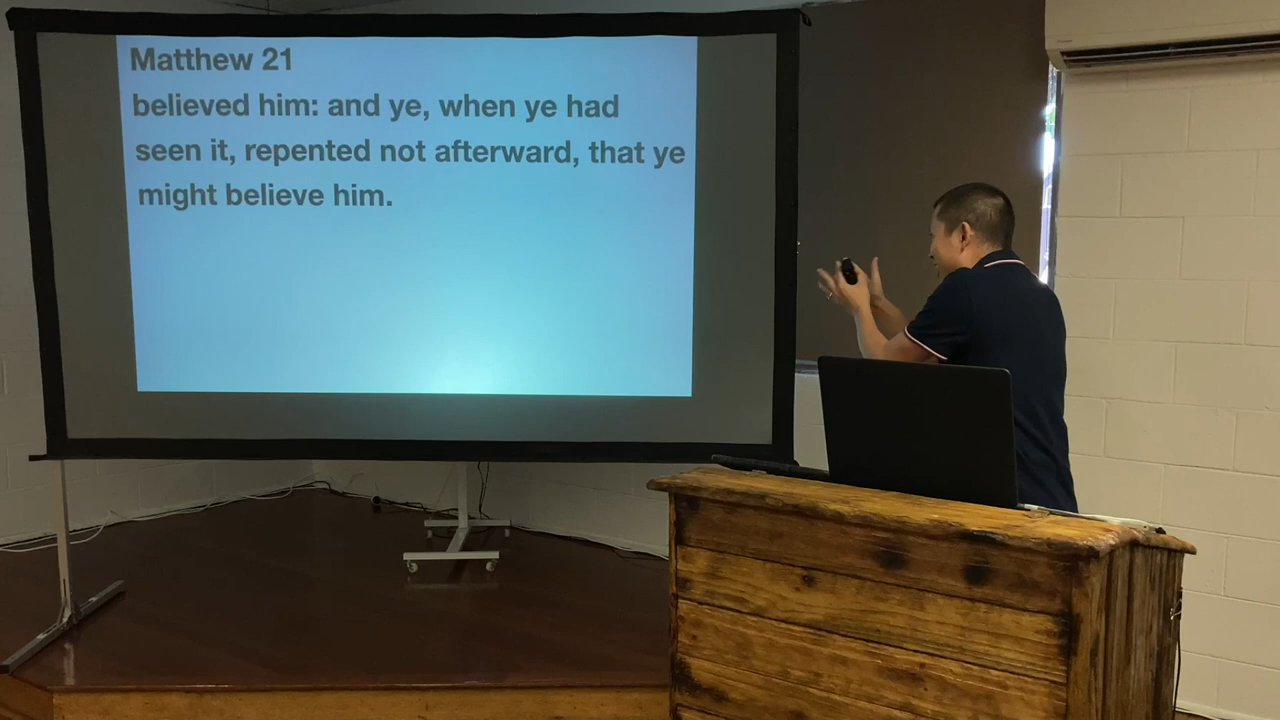 Matthew 21
believed him: and ye, when ye had
seen it, repented not afterward, that ye
might believe him.